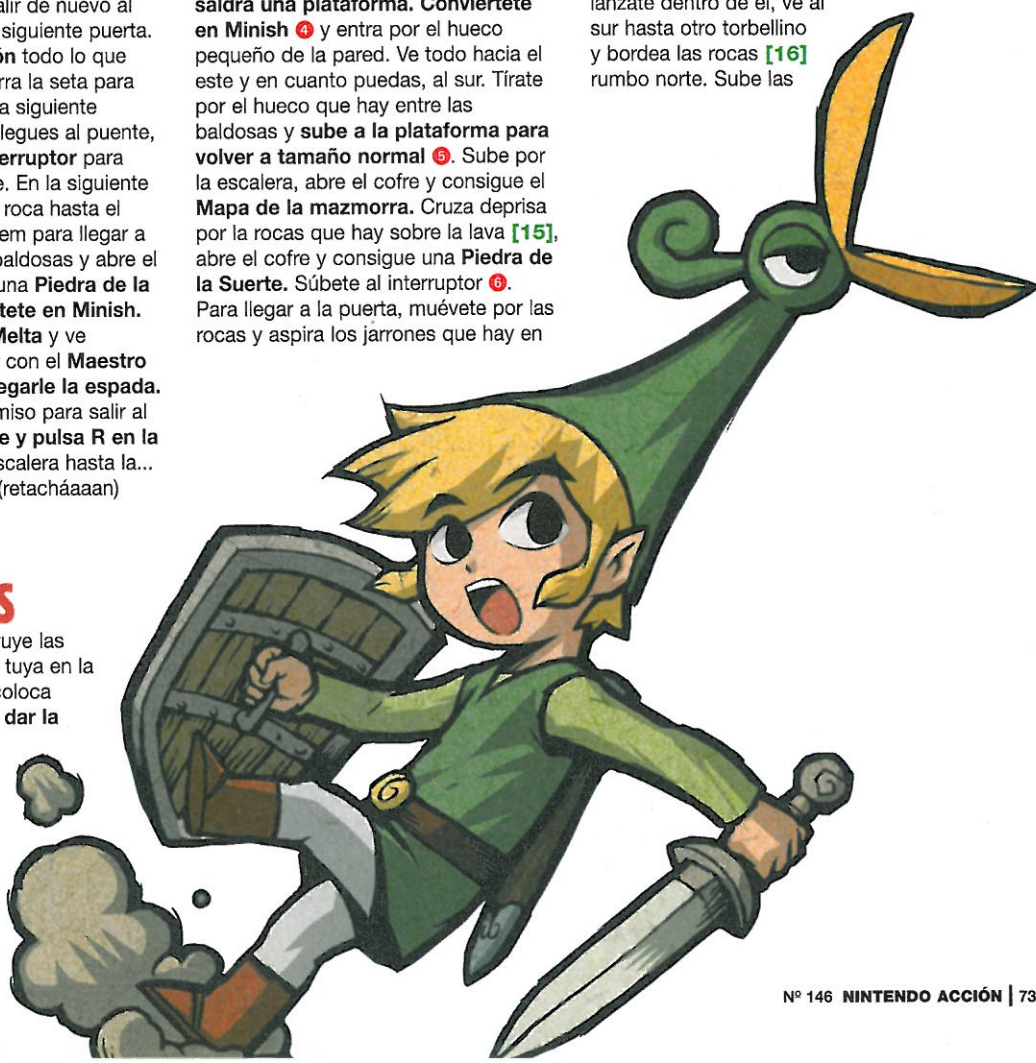 alir de nuevo al
siguiente puerta.
ón todo lo que
rra la seta para
a siguiente
legues al puente,
erruptor para
e. En la siguiente
roca hasta el
em para llegar a
baldosas y abre el
una Piedra de la
tete en Minish.
Melta y ve
con el Maestro
egarle la espada.
miso para salir al
e y pulsa R en la
scalera hasta la...
(retacháaaan)
S
ruye las
tuya en la
coloca
dar la
saldrá una plataforma. Conviértete
en Minish 4 y entra por el hueco
pequeño de la pared. Ve todo hacia el
este y en cuanto puedas, al sur. Tírate
por el hueco que hay entre las
baldosas y sube a la plataforma para
volver a tamaño normal 5. Sube por
la escalera, abre el cofre y consigue el
Mapa de la mazmorra. Cruza deprisa
por la rocas que hay sobre la lava [15],
abre el cofre y consigue una Piedra de
la Suerte. Súbete al interruptor 6.
Para llegar a la puerta, muévete por las
rocas y aspira los jarrones que hay en
lánzate dentro de él, ve al
sur hasta otro torbellino
y bordea las rocas [16]
rumbo norte. Sube las
Nº 146 NINTENDO ACCIÓN | 73